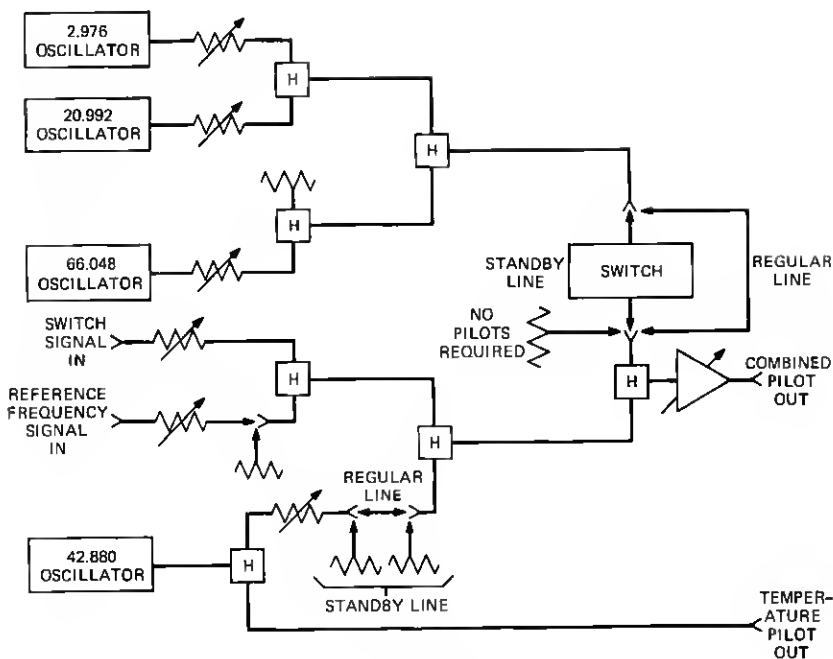 2.976
OSCILLATOR
H
20.992
OSCILLATOR
H
H
66.048
OSCILLATOR
STANDBY
LINE
SWITCH
REGULAR
LINE
NO
PILOTS
REQUIRED
SWITCH
SIGNAL
IN
H
H
COMBINED
PILOT
OUT
REFERENCE
FREQUENCY
SIGNAL
IN
H
REGULAR
LINE
42.880
OSCILLATOR
H
STANDBY LINE
TEMPER-
ATURE
PILOT
OUT